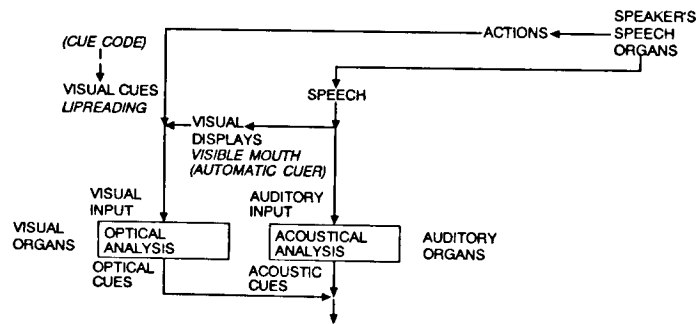 SPEAKER'S
SPEECH
ORGANS
ACTIONS
(CUE CODE)
VISUAL CUES
LIPREADING
SPEECH
VISUAL
DISPLAYS
VISIBLE MOUTH
(AUTOMATIC CUER)
VISUAL
INPUT
AUDITORY
INPUT
VISUAL
ORGANS
OPTICAL
ANALYSIS
ACOUSTICAL
ANALYSIS
AUDITORY
ORGANS
OPTICAL
CUES
ACOUSTIC
CUES